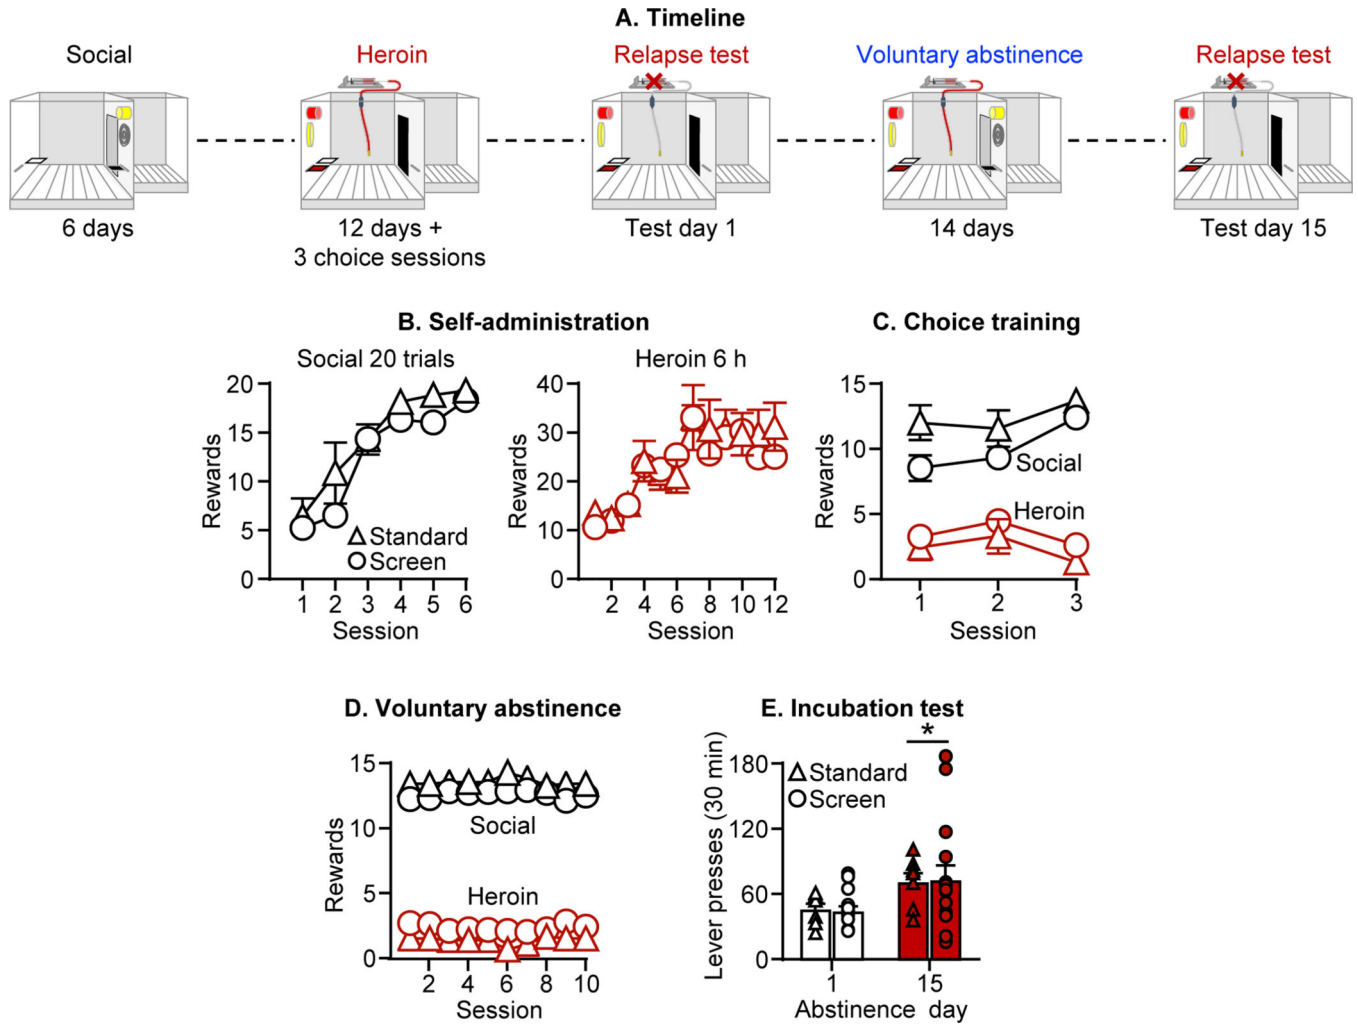 A. Timeline
Social
Heroin
Relapse test
Voluntary abstinence
Relapse test
6 days
12 days +
3 choice sessions
Test day 1
14 days
Test day 15
B. Self-administration
C. Choice training
Social 20 trials
Heroin 6 h
Rewards
20
15
10
5
0
Standard
Screen
1 2 3 4 5 6
Session
Rewards
40
30
20
10
0
2 4 6 8 10 12
Session
Rewards
15
10
5
0
Social
Heroin
1 2 3
Session
D. Voluntary abstinence
E. Incubation test
Rewards
15
10
5
0
Social
Heroin
2 4 6 8 10
Session
Lever presses (30 min)
180
120
60
0
Standard
Screen
*
1 15
Abstinence day